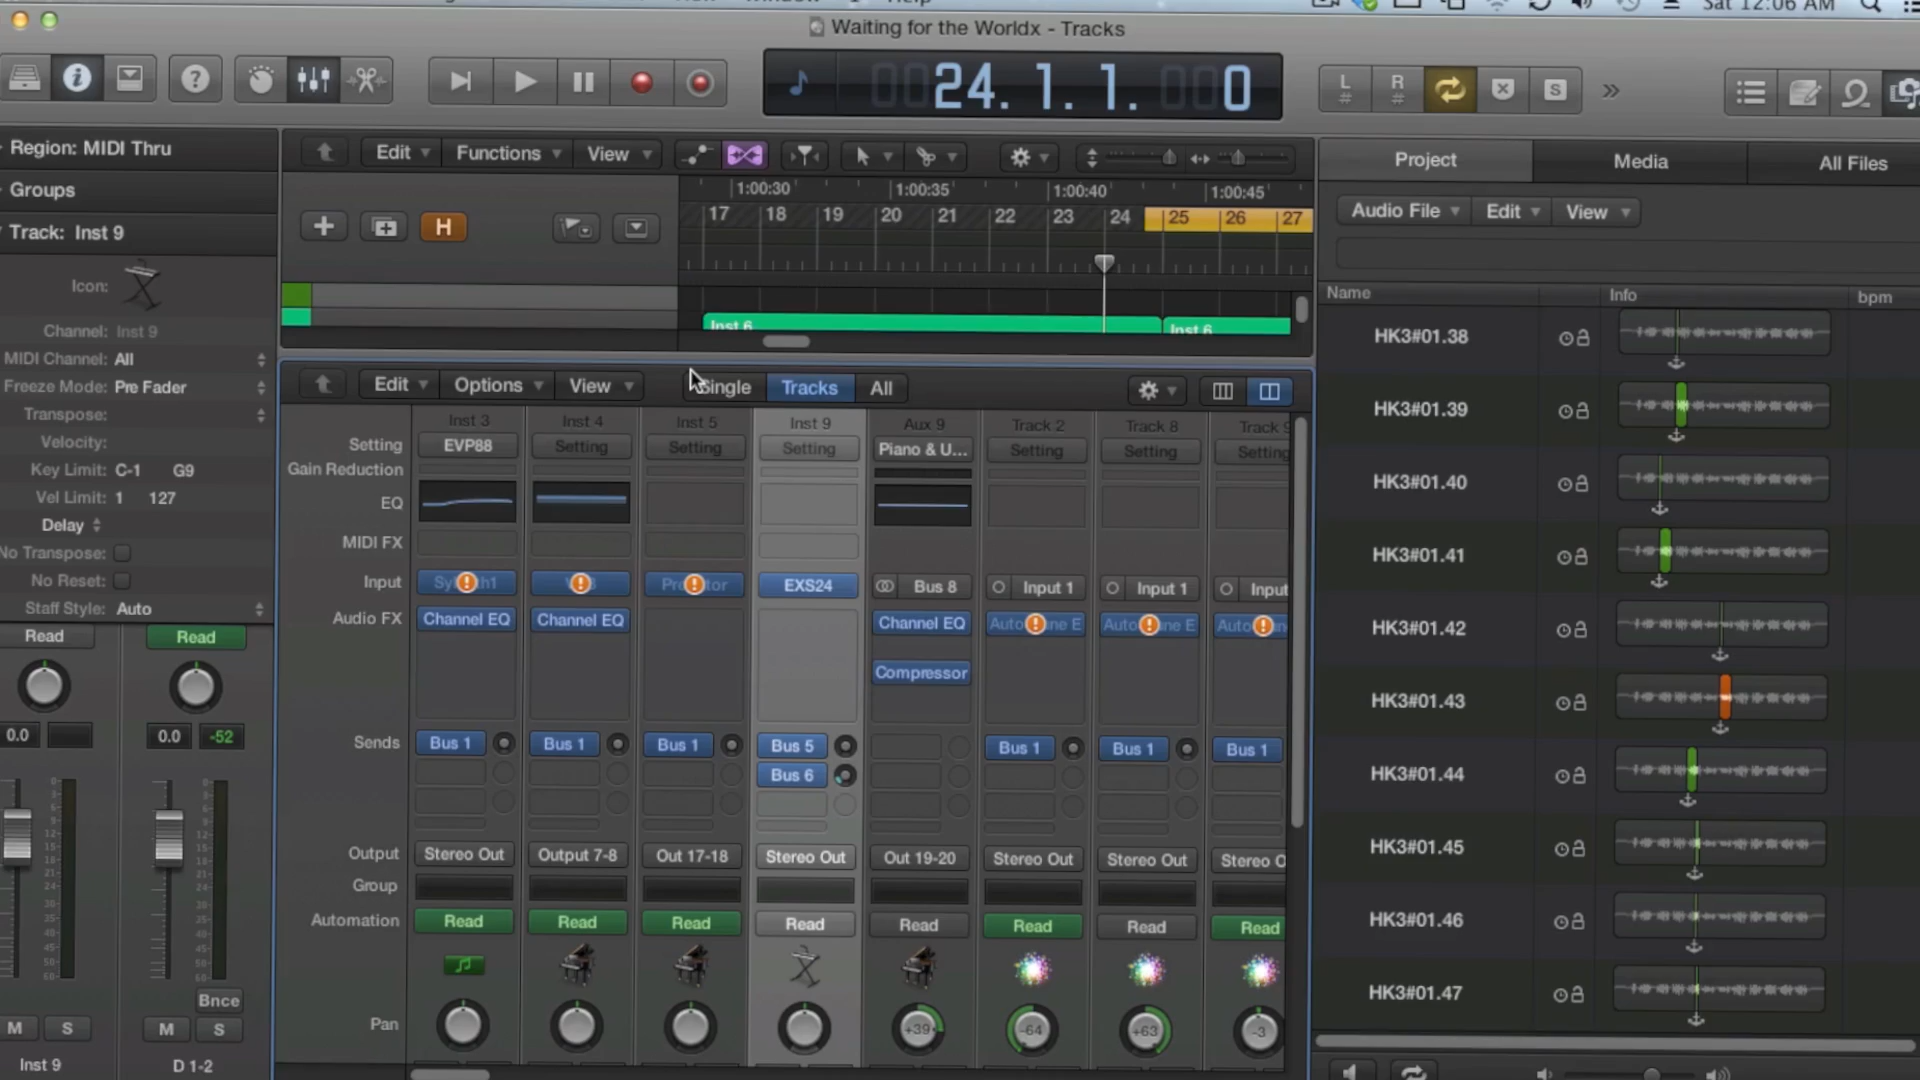 Help
Sat 12:06 AM
Waiting for the Worldx - Tracks
24. 1. 1. 0
L R S
Region: MIDI Thru
Groups
Track: Inst 9
Icon:
Channel: Inst 9
MIDI Channel: All
Freeze Mode: Pre Fader
Transpose:
Velocity:
Key Limit: C-1 G9
Vel Limit: 1 127
Delay
No Transpose:
No Reset:
Staff Style: Auto
Read Read
0.0 0.0 -52
Bnce
M S M S
Inst 9 D 1-2
Edit Functions View
1:00:30 1:00:35 1:00:40 1:00:45
17 18 19 20 21 22 23 24 25 26 27
H
Inst 6 Inst 6
Edit Options View Single Tracks All
Inst 3 Inst 4 Inst 5 Inst 9 Aux 9 Track 2 Track 8 Track 9
Setting EVP88 Setting Setting Setting Piano & U... Setting Setting Setting
Gain Reduction
EQ
MIDI FX
Input EXS24 Bus 8 Input 1 Input 1 Input
Audio FX Channel EQ Channel EQ Channel EQ
Compressor
Sends Bus 1 Bus 1 Bus 1 Bus 5 Bus 1 Bus 1 Bus 1
Bus 6
Output Stereo Out Output 7-8 Out 17-18 Stereo Out Out 19-20 Stereo Out Stereo Out Stereo O
Group
Automation Read Read Read Read Read Read Read Read
Pan +39 -64 +63 -3
Project Media All Files
Audio File Edit View
Name Info bpm
HK3#01.38
HK3#01.39
HK3#01.40
HK3#01.41
HK3#01.42
HK3#01.43
HK3#01.44
HK3#01.45
HK3#01.46
HK3#01.47